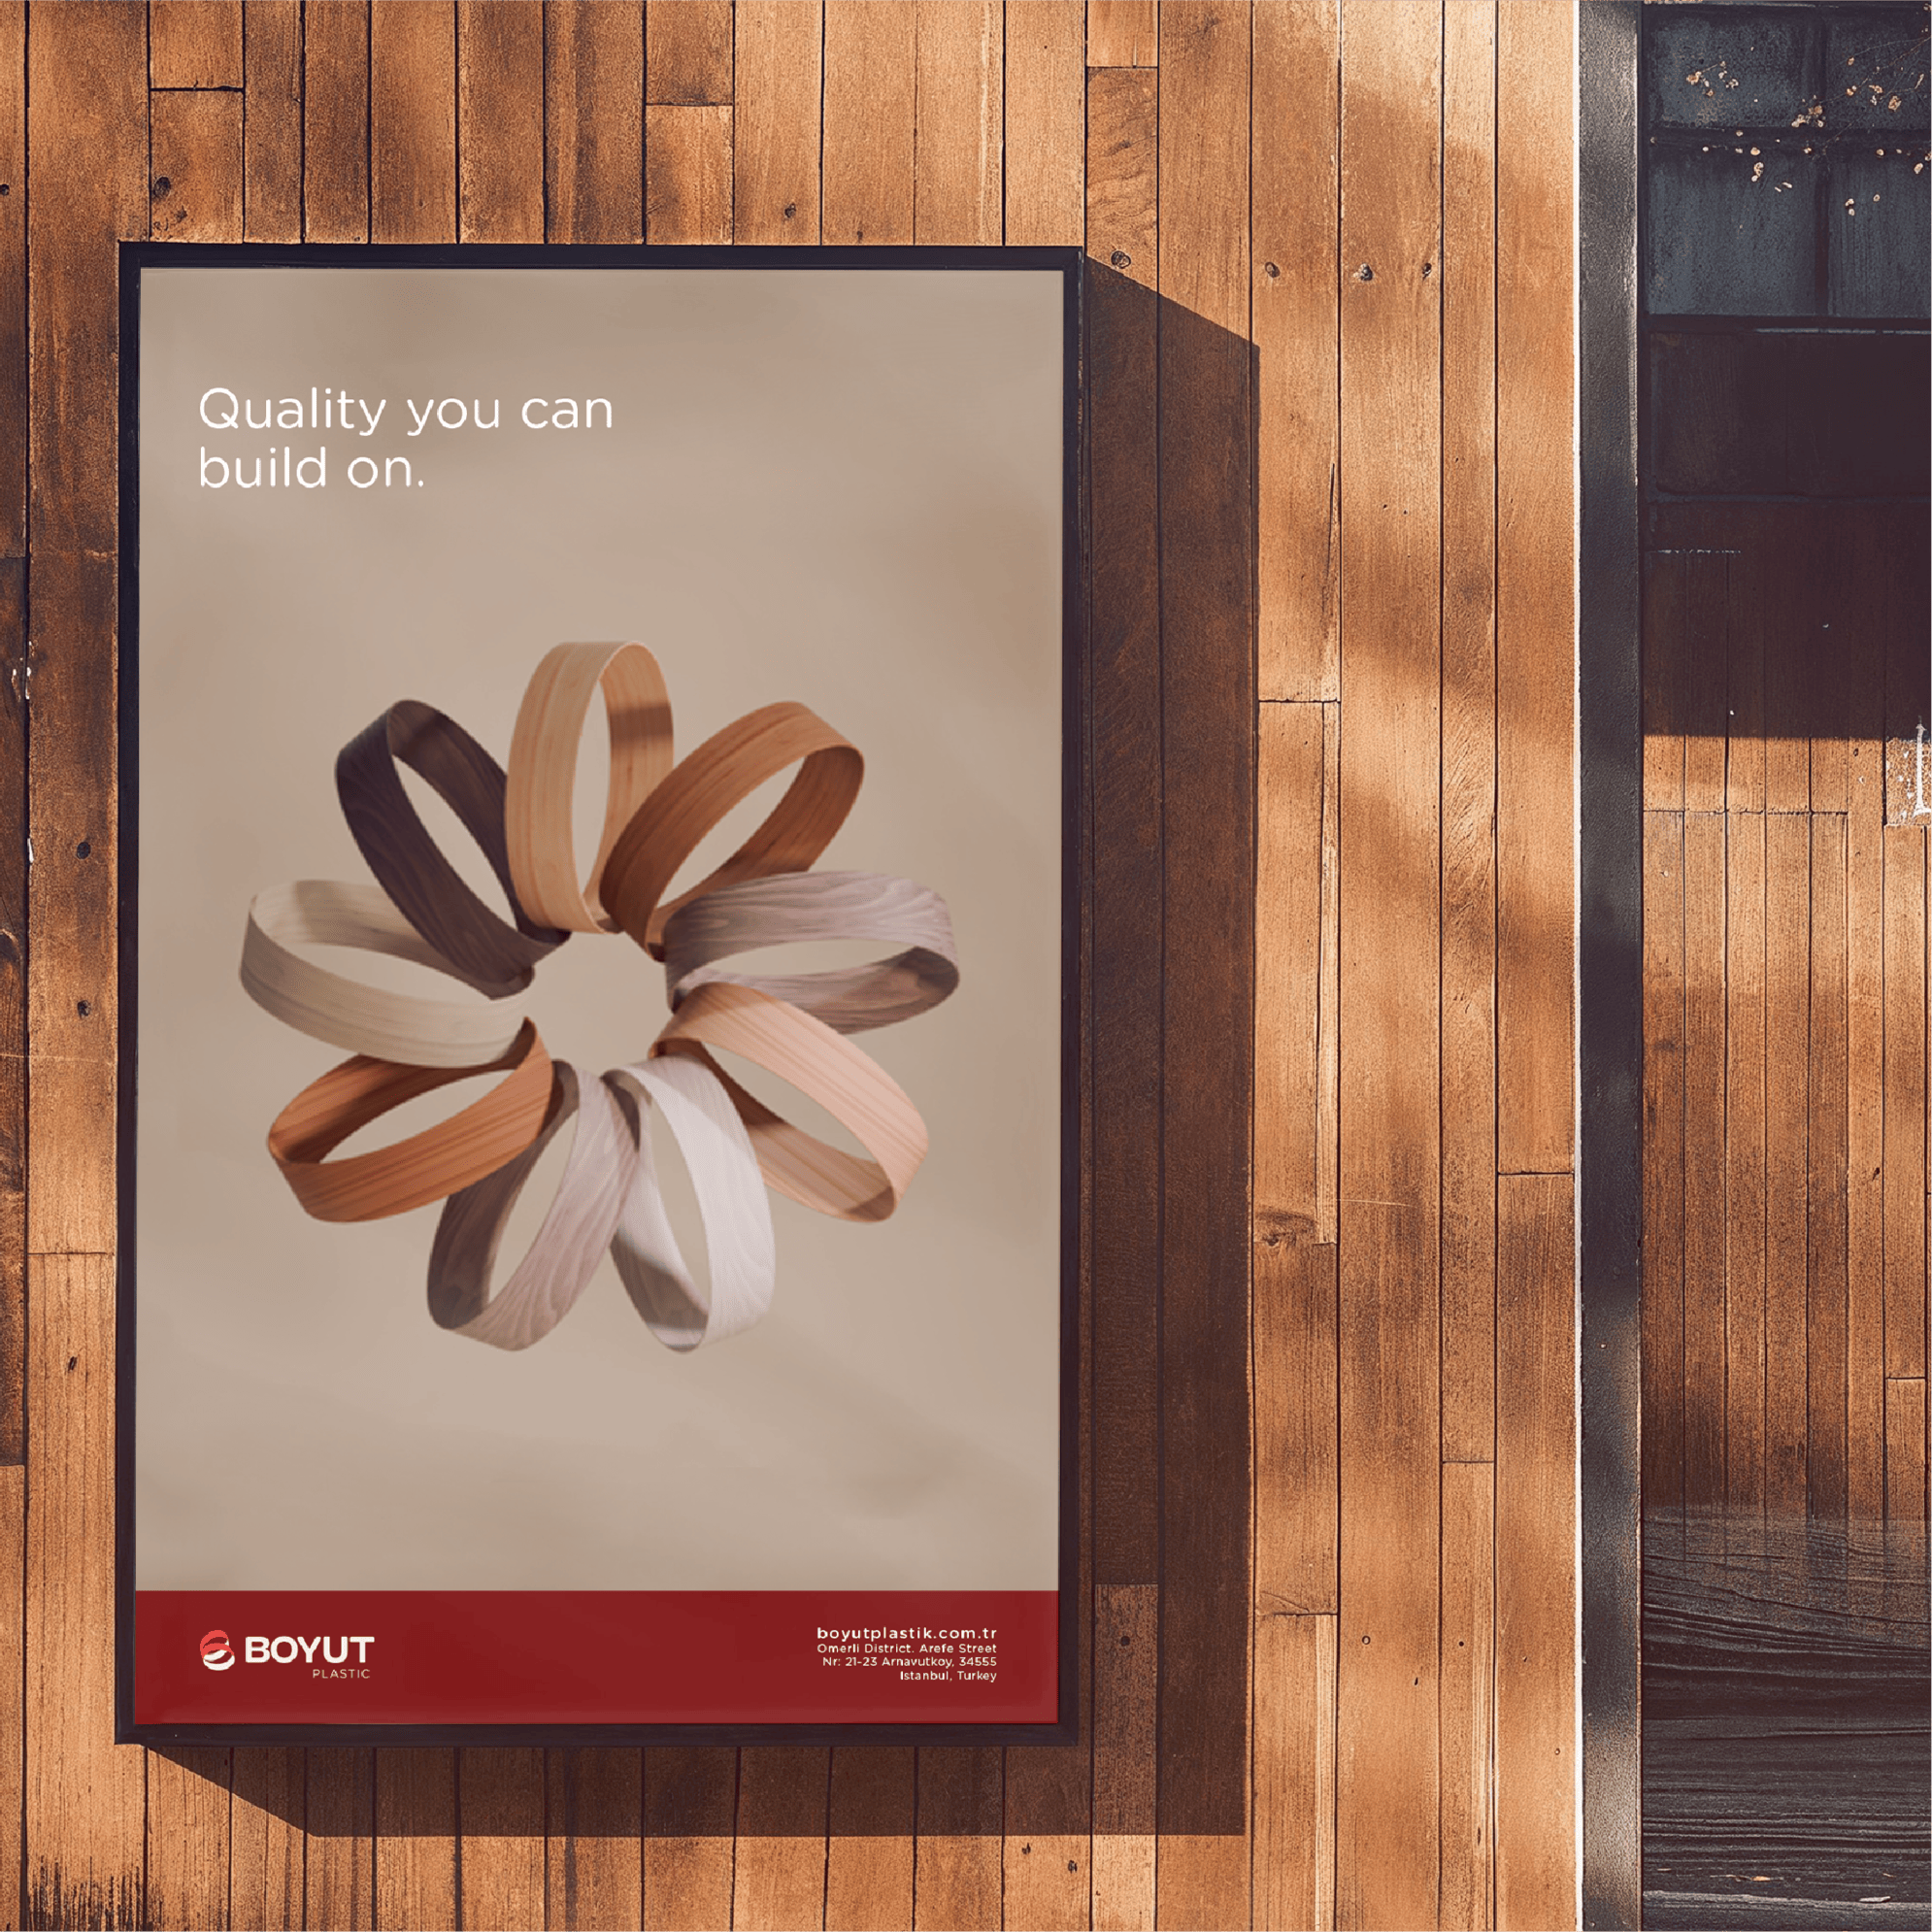 Quality you can
build on.
BOYUT
PLASTIC
boyutplastik.com.tr
Omerli District. Arefe Street
Nr: 21-23 Arnavutkoy, 34555
Istanbul, Turkey